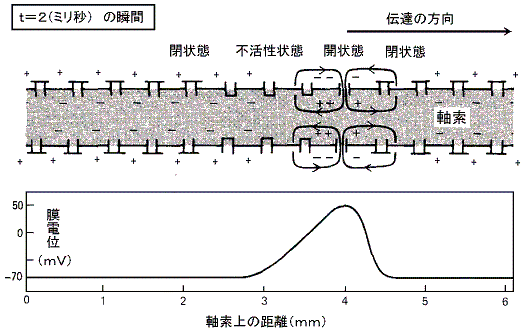 t＝2(ミリ秒) の瞬間
伝達の方向
閉状態 不活性状態 開状態 閉状態
+ + + + + + + + + + + +
- - - - - - - -
+ + +
軸索
- - - - - -
+ + +
- - -
+ + + + + + + + + + + +
50
0
-70
膜電位
(mV)
0 1 2 3 4 5 6
軸索上の距離(mm)